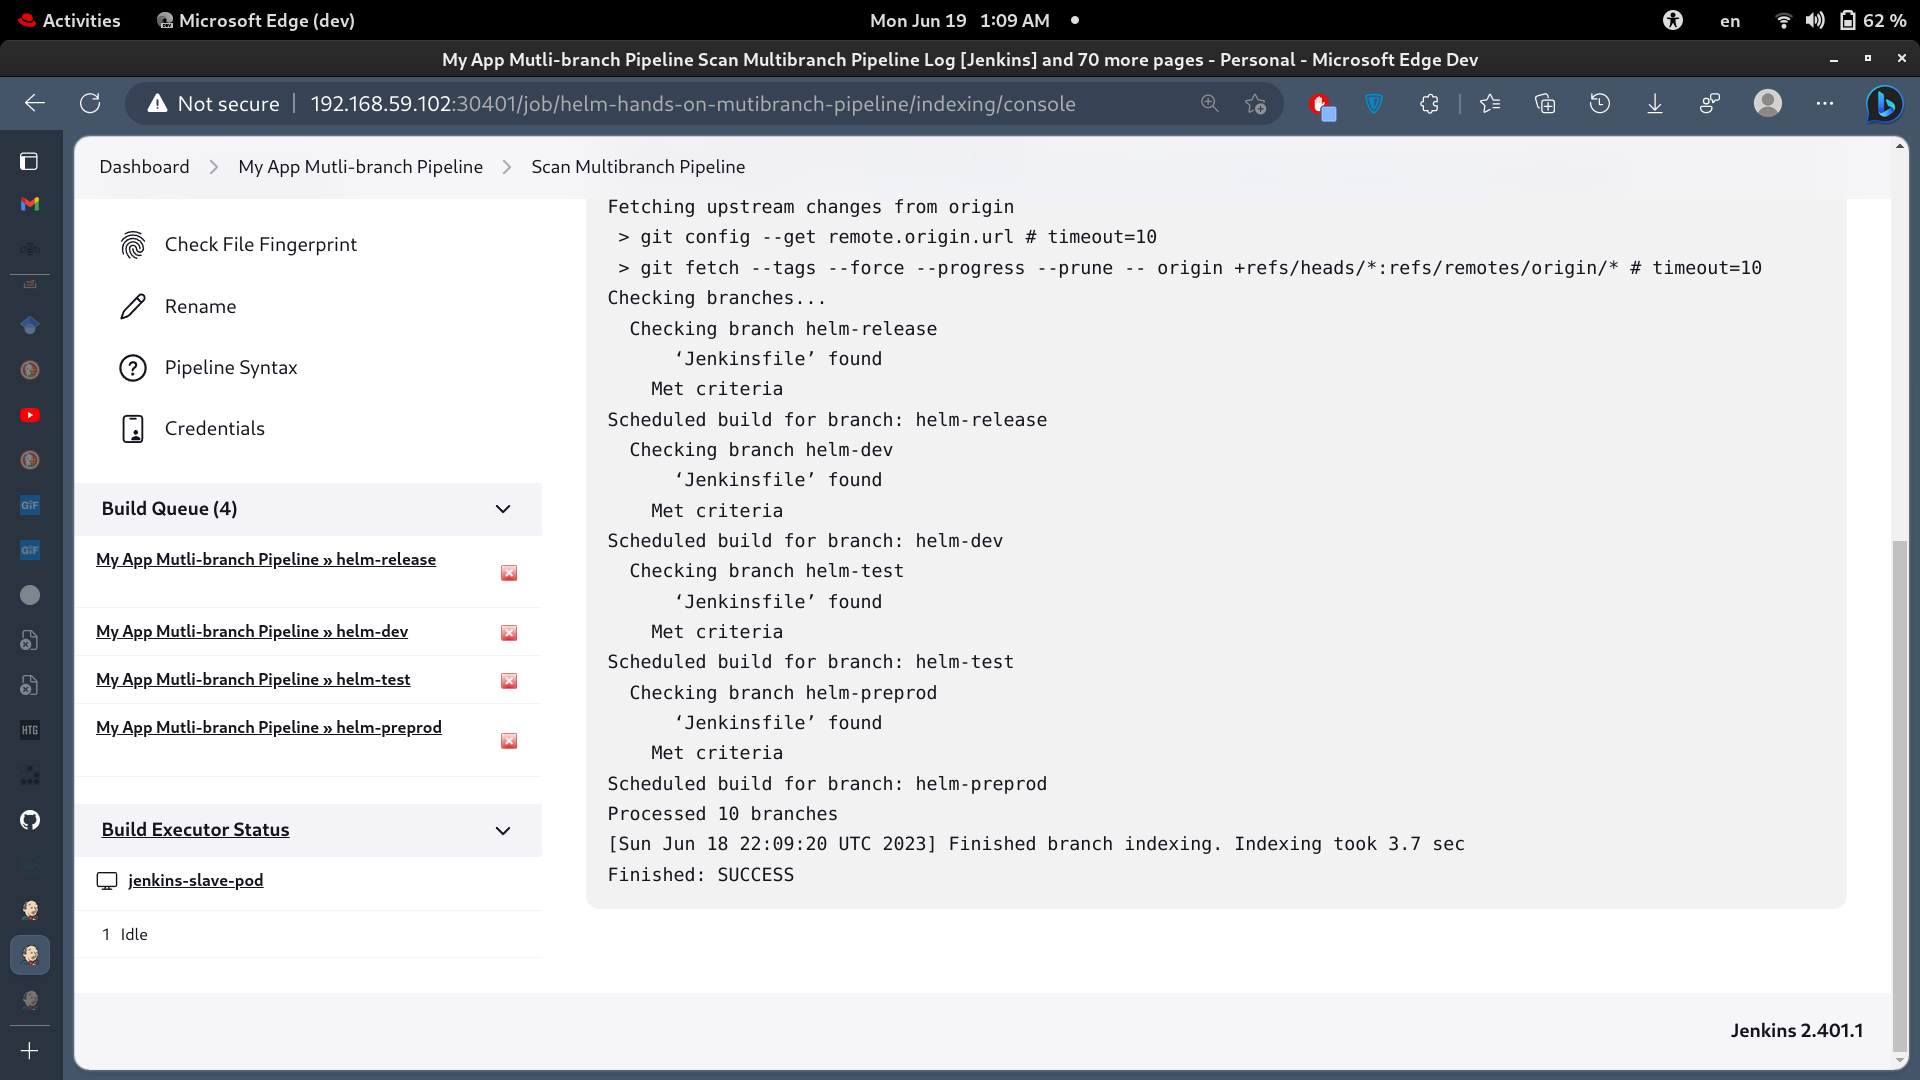 Activities
Microsoft Edge (dev)
Mon Jun 19 1:09 AM
en
62 %
My App Mutli-branch Pipeline Scan Multibranch Pipeline Log [Jenkins] and 70 more pages - Personal - Microsoft Edge Dev
Not secure
192.168.59.102:30401/job/helm-hands-on-mutibranch-pipeline/indexing/console
Dashboard
My App Mutli-branch Pipeline
Scan Multibranch Pipeline
Check File Fingerprint
Rename
Pipeline Syntax
Credentials
Build Queue (4)
My App Mutli-branch Pipeline » helm-release
My App Mutli-branch Pipeline » helm-dev
My App Mutli-branch Pipeline » helm-test
My App Mutli-branch Pipeline » helm-preprod
Build Executor Status
jenkins-slave-pod
1 Idle
Fetching upstream changes from origin
> git config --get remote.origin.url # timeout=10
> git fetch --tags --force --progress --prune -- origin +refs/heads/*:refs/remotes/origin/* # timeout=10
Checking branches...
Checking branch helm-release
‘Jenkinsfile’ found
Met criteria
Scheduled build for branch: helm-release
Checking branch helm-dev
‘Jenkinsfile’ found
Met criteria
Scheduled build for branch: helm-dev
Checking branch helm-test
‘Jenkinsfile’ found
Met criteria
Scheduled build for branch: helm-test
Checking branch helm-preprod
‘Jenkinsfile’ found
Met criteria
Scheduled build for branch: helm-preprod
Processed 10 branches
[Sun Jun 18 22:09:20 UTC 2023] Finished branch indexing. Indexing took 3.7 sec
Finished: SUCCESS
Jenkins 2.401.1
GIF
GIF
HTG